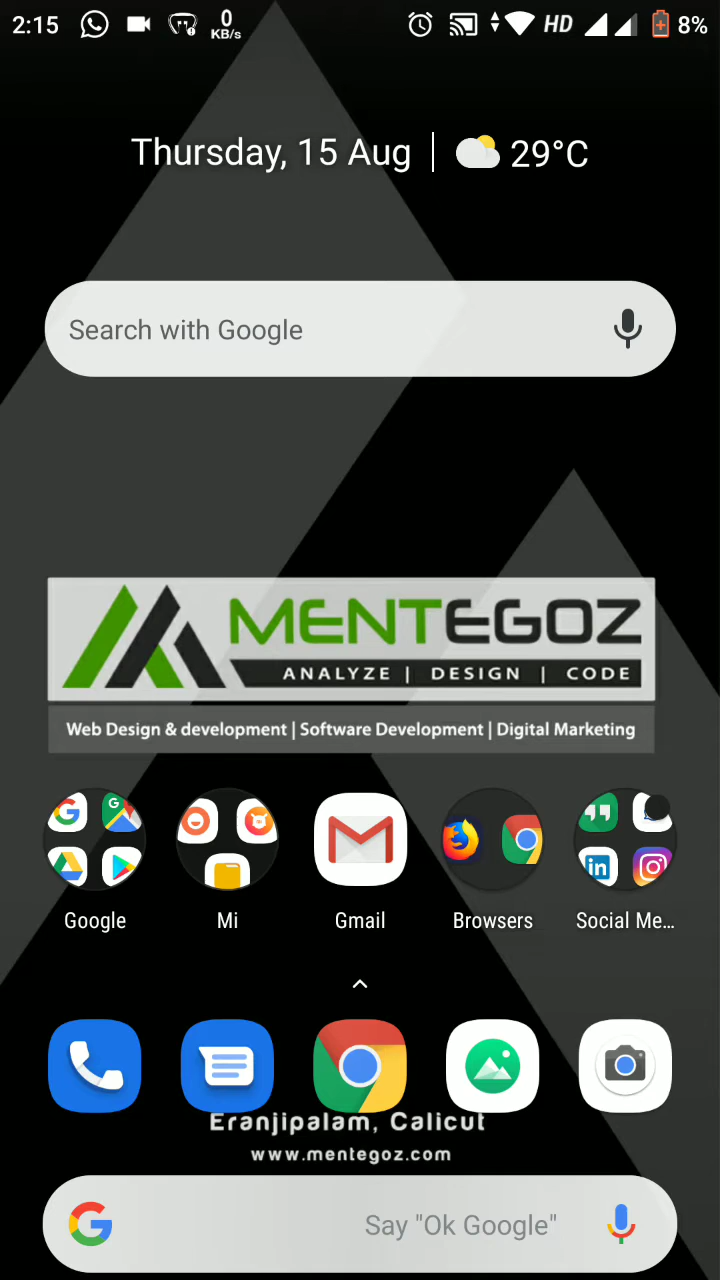 2:15 0 KB/s HD 8%
Thursday, 15 Aug 29°C
Search with Google
MENTEGOZ
ANALYZE | DESIGN | CODE
Web Design & development | Software Development | Digital Marketing
Google Mi Gmail Browsers Social Me...
Eranjipalam, Calicut
www.mentegoz.com
Say "Ok Google"